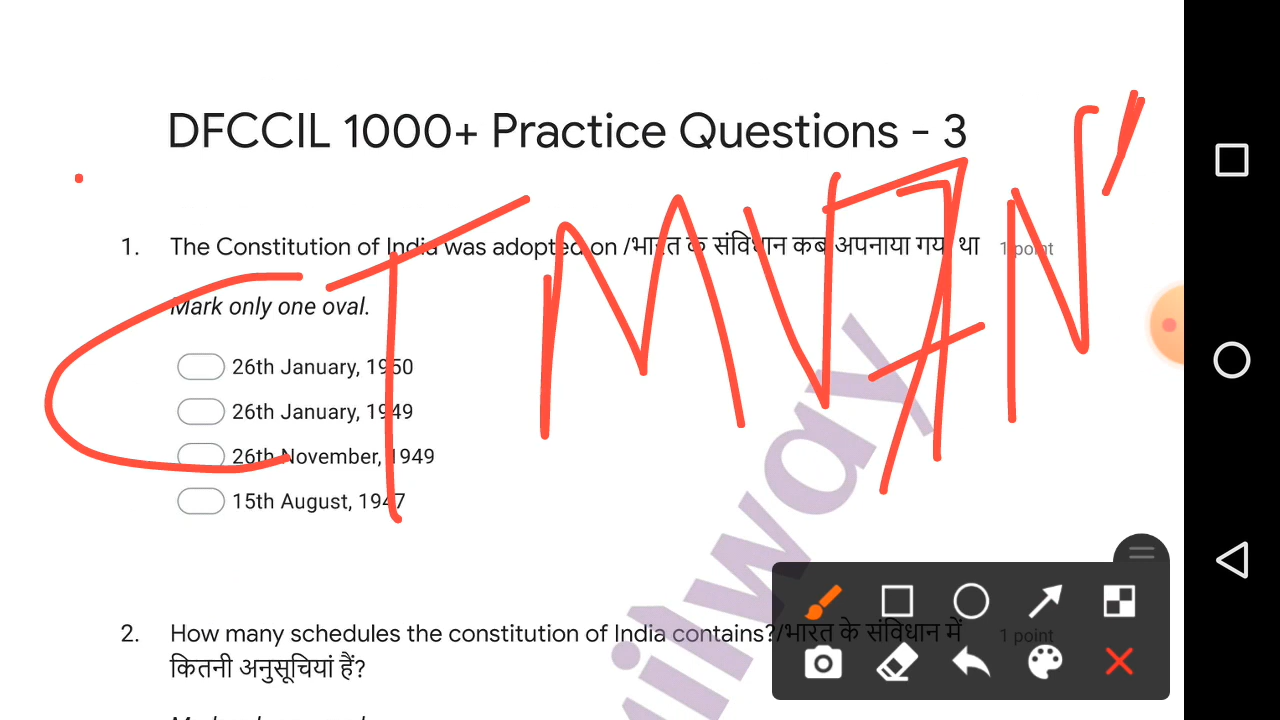 DFCCIL 1000+ Practice Questions - 3
1. The Constitution of India was adopted on /भारत के संविधान कब अपनाया गया था 1 point
Mark only one oval.
26th January, 1950
26th January, 1949
26th November, 1949
15th August, 1947
2. How many schedules the constitution of India contains?/भारत के संविधान में 1 point
कितनी अनुसूचियां हैं?